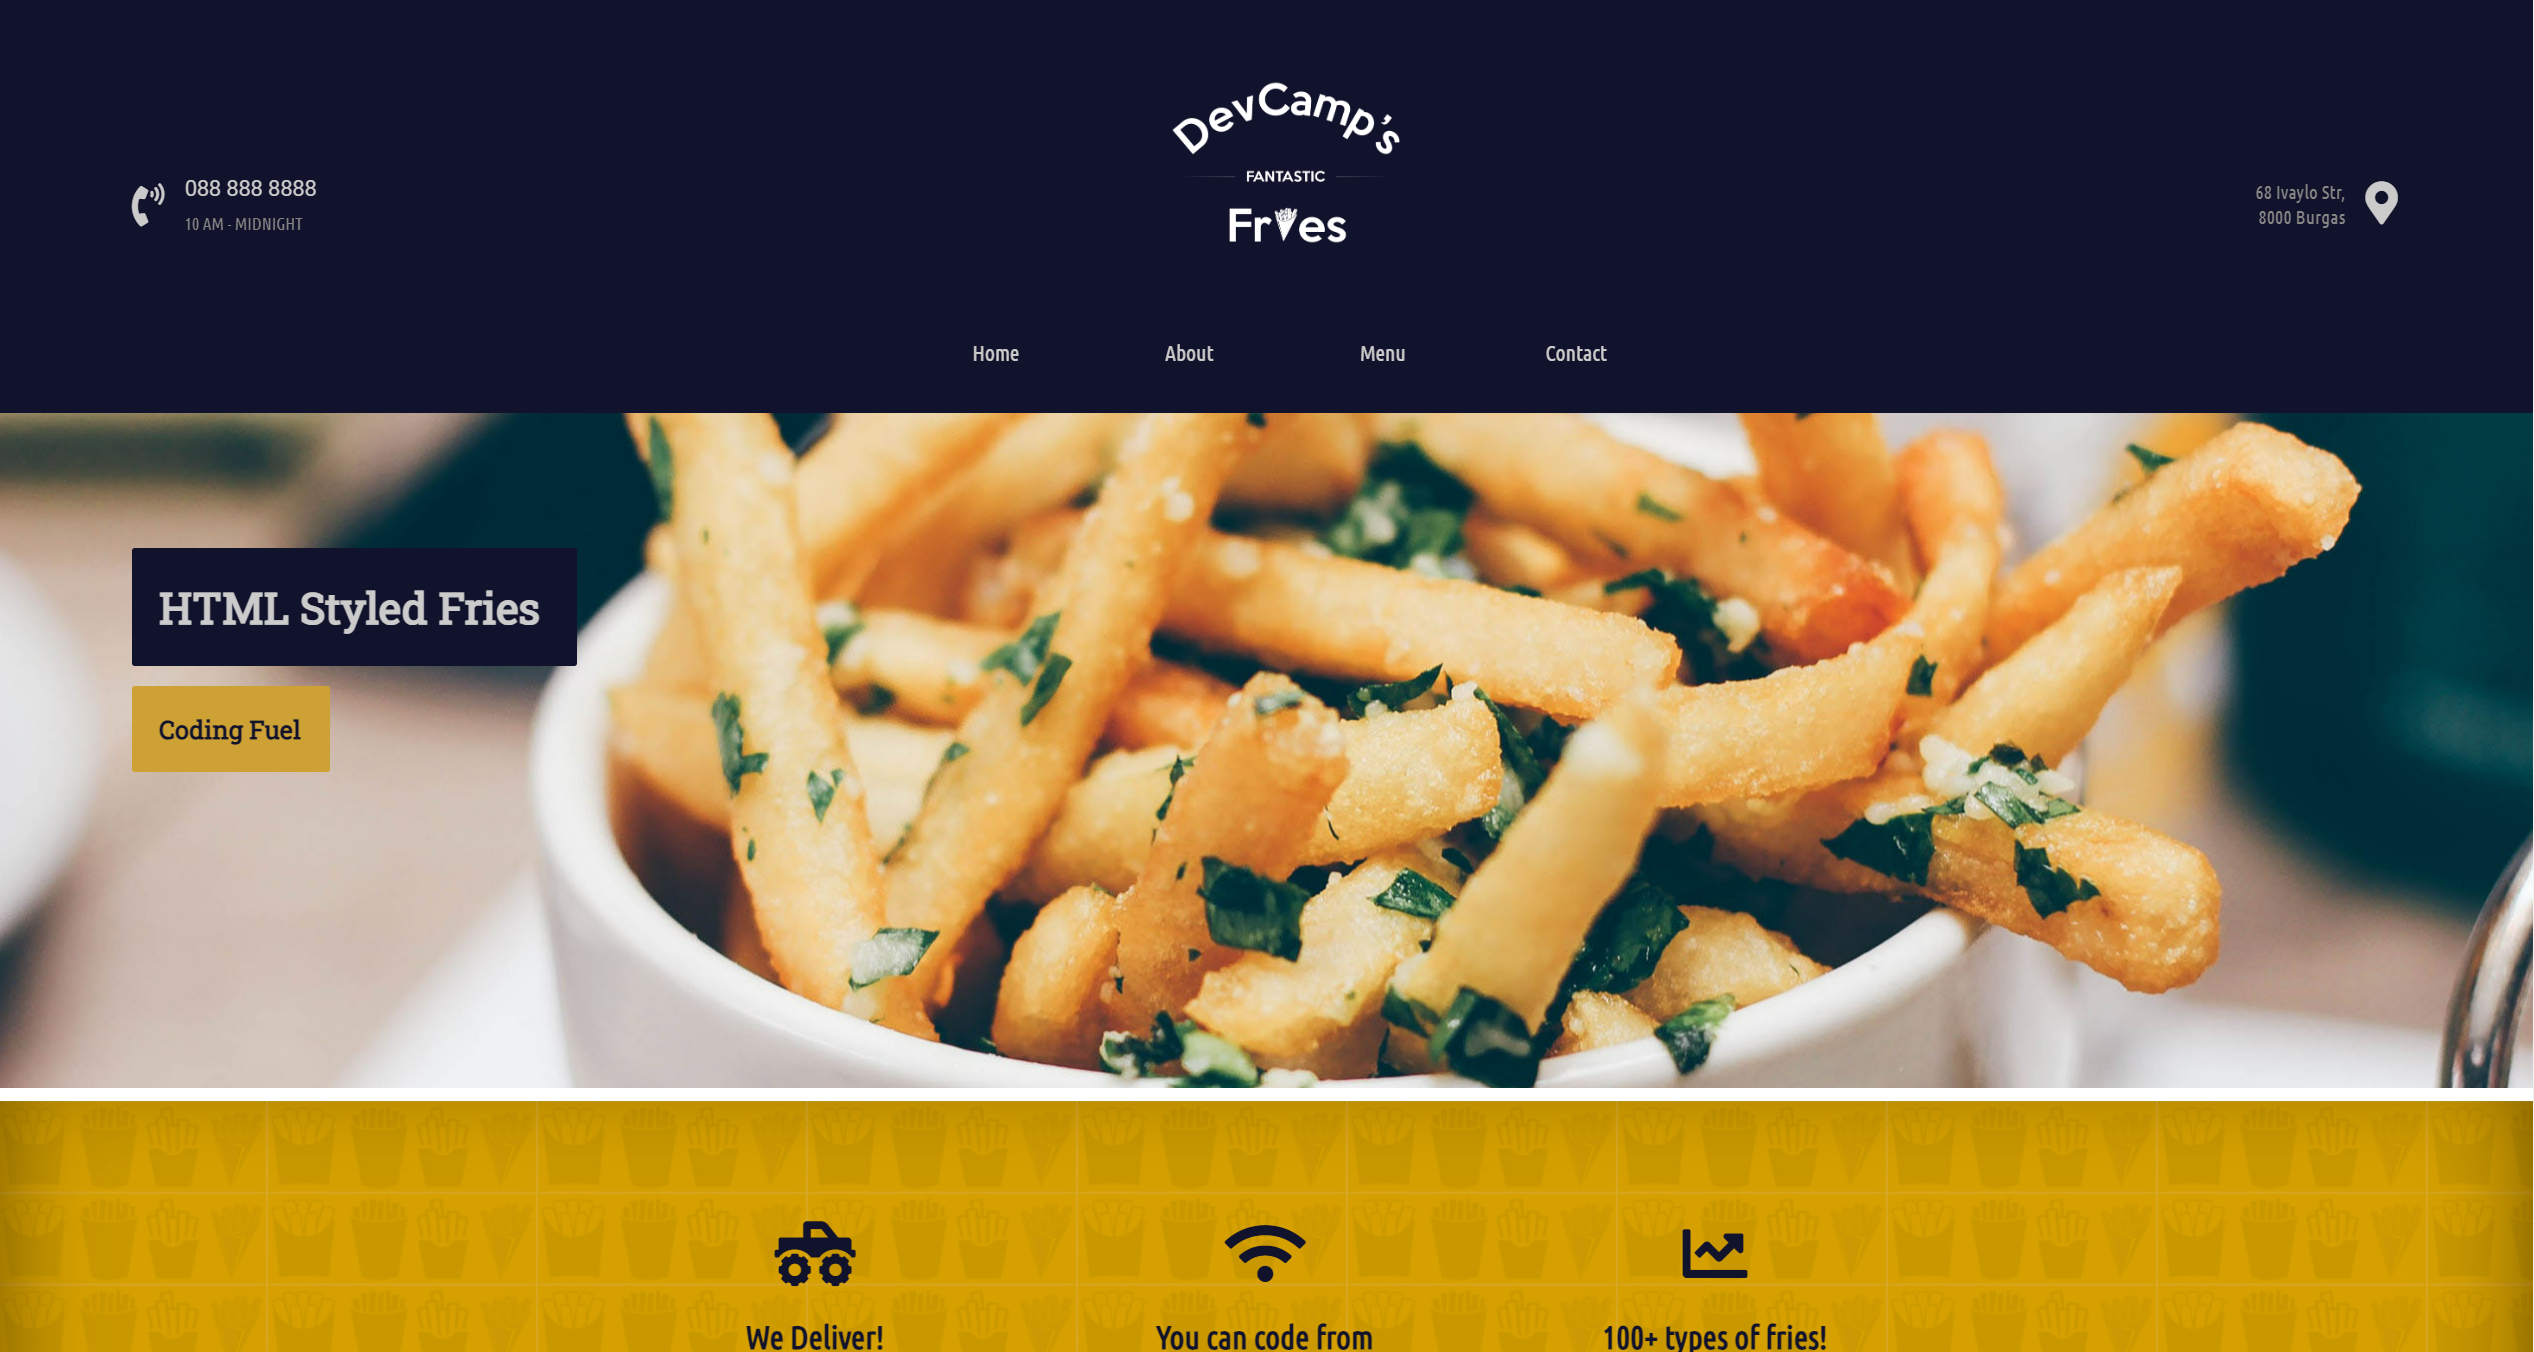 DevCamp's
FANTASTIC
Fries
088 888 8888
10 AM - MIDNIGHT
68 Ivaylo Str,
8000 Burgas
Home
About
Menu
Contact
HTML Styled Fries
Coding Fuel
We Deliver!
You can code from
100+ types of fries!